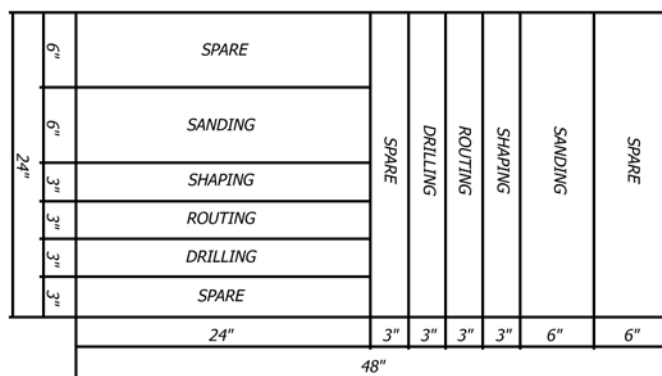 6"
SPARE
6"
SANDING
24"
3"
SHAPING
3"
ROUTING
3"
DRILLING
3"
SPARE
SPARE
DRILLING
ROUTING
SHAPING
SANDING
SPARE
24" 3" 3" 3" 3" 6" 6"
48"